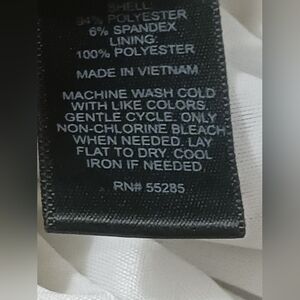 SHELL:
94% POLYESTER
6% SPANDEX
LINING:
100% POLYESTER
MADE IN VIETNAM
MACHINE WASH COLD
WITH LIKE COLORS.
GENTLE CYCLE. ONLY
NON-CHLORINE BLEACH
WHEN NEEDED. LAY
FLAT TO DRY. COOL
IRON IF NEEDED.
RN# 55285